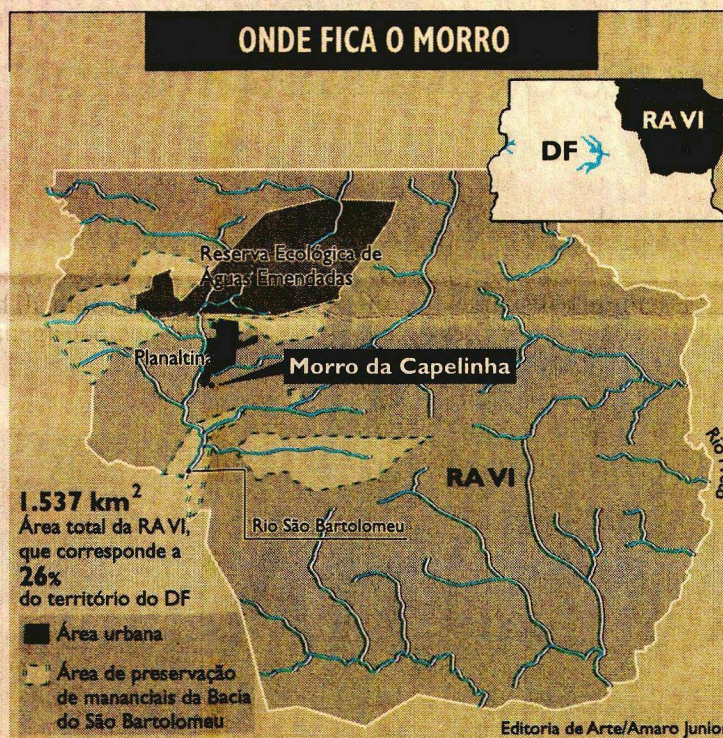 ONDE FICA O MORRO
RA VI
DF
Reserva Ecológica de
Águas Emendadas
Planaltina
Morro da Capelinha
RA VI
Rio
Rio São Bartolomeu
1.537 km²
Área total da RA VI,
que corresponde a
26%
do território do DF
Área urbana
Área de preservação
de mananciais da Bacia
do São Bartolomeu
Editoria de Arte/Amaro Junio